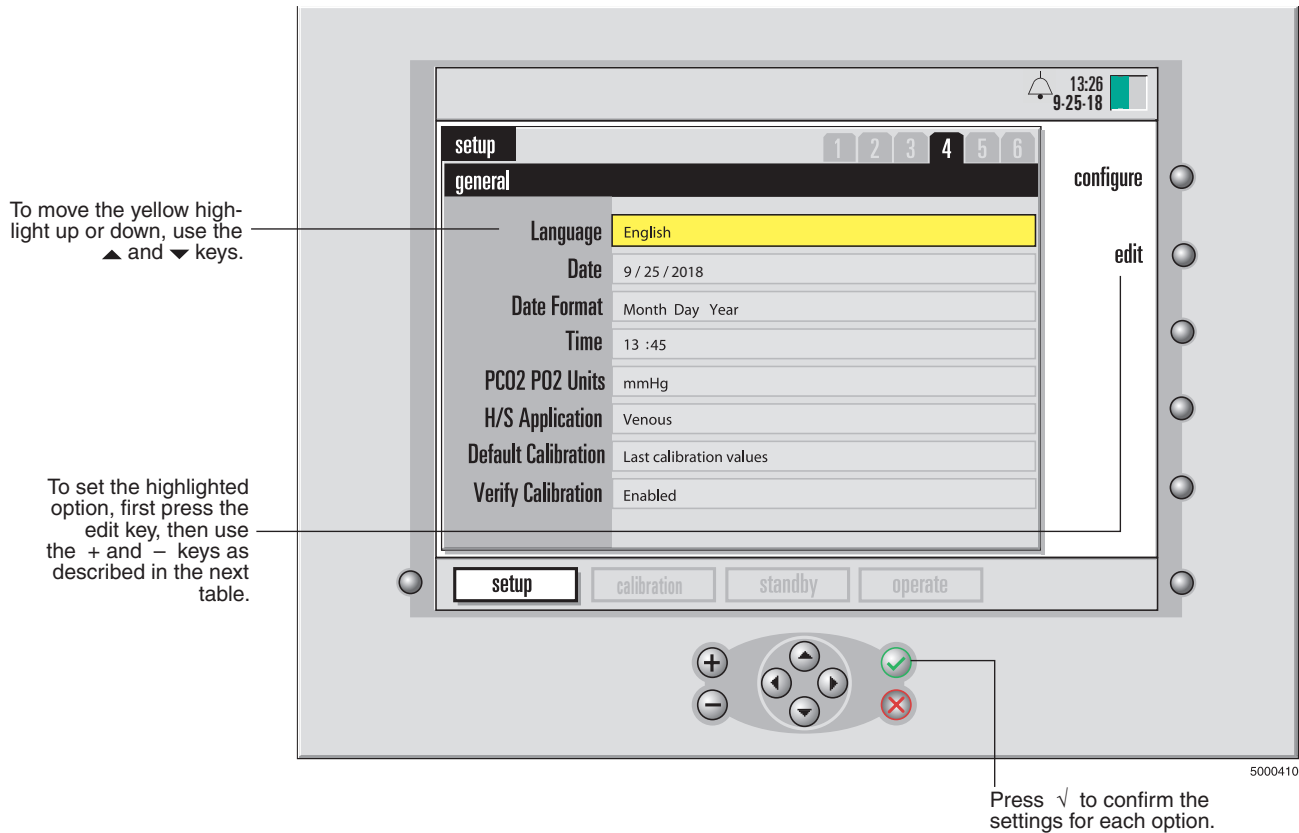 13:26
9-25-18
setup
1 2 3 4 5 6
general
configure
edit
To move the yellow high-
light up or down, use the
▲ and ▼ keys.
Language English
Date 9 / 25 / 2018
Date Format Month Day Year
Time 13 :45
PCO2 PO2 Units mmHg
H/S Application Venous
Default Calibration Last calibration values
Verify Calibration Enabled
To set the highlighted
option, first press the
edit key, then use
the + and – keys as
described in the next
table.
setup calibration standby operate
5000410
Press √ to confirm the
settings for each option.